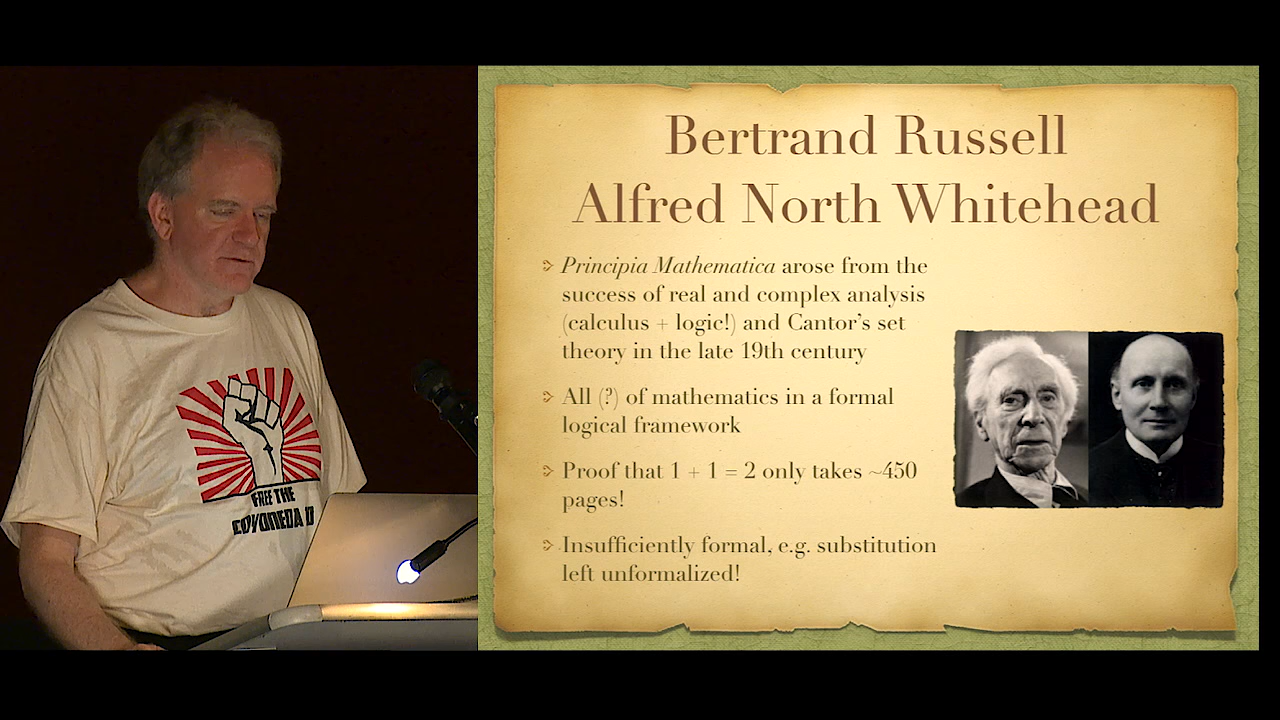 FREE THE
Bertrand Russell
Alfred North Whitehead
Principia Mathematica arose from the
success of real and complex analysis
(calculus + logic!) and Cantor's set
theory in the late 19th century
All (?) of mathematics in a formal
logical framework
Proof that 1 + 1 = 2 only takes ~450
pages!
Insufficiently formal, e.g. substitution
left unformalized!